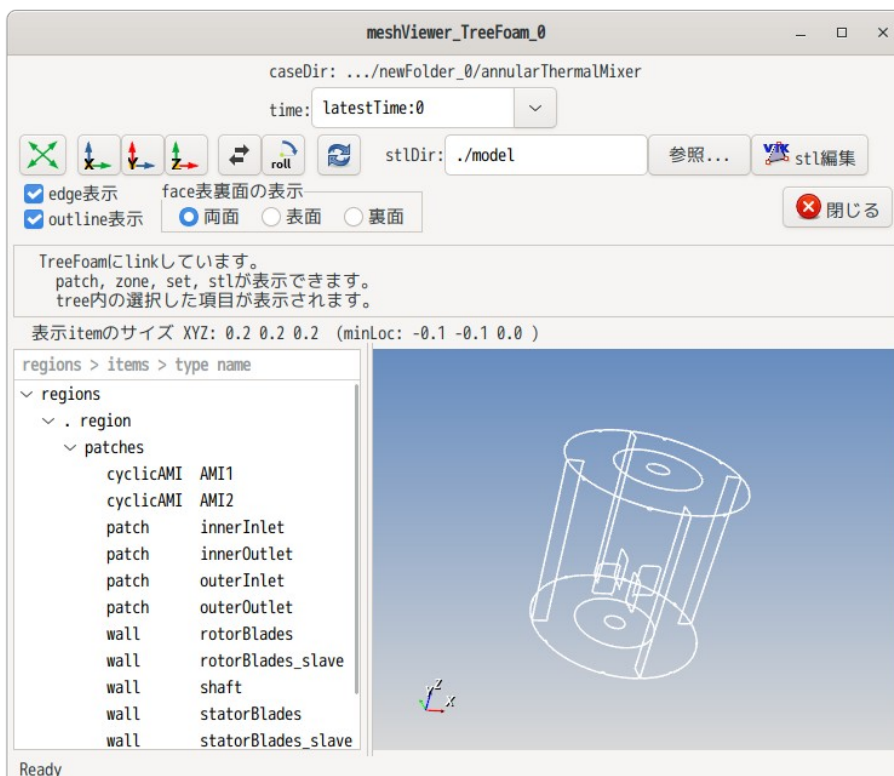 meshViewer_TreeFoam_0
caseDir: .../newFolder_0/annularThermalMixer
time: latestTime:0
X Y Z roll stlDir: ./model 参照... VTK stl編集
edge表示 face表裏面の表示
outline表示 両面 表面 裏面 閉じる
TreeFoamにlinkしています。
patch, zone, set, stlが表示できます。
tree内の選択した項目が表示されます。
表示itemのサイズ XYZ: 0.2 0.2 0.2 (minLoc: -0.1 -0.1 0.0 )
regions > items > type name
regions
. region
patches
cyclicAMI AMI1
cyclicAMI AMI2
patch innerInlet
patch innerOutlet
patch outerInlet
patch outerOutlet
wall rotorBlades
wall rotorBlades_slave
wall shaft
wall statorBlades
wall statorBlades_slave
Z
X
Ready